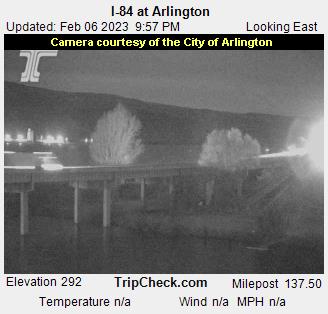 I-84 at Arlington
Updated: Feb 06 2023  9:57 PM Looking East
Camera courtesy of the City of Arlington
Elevation 292 TripCheck.com Milepost 137.50
Temperature n/a Wind n/a MPH n/a